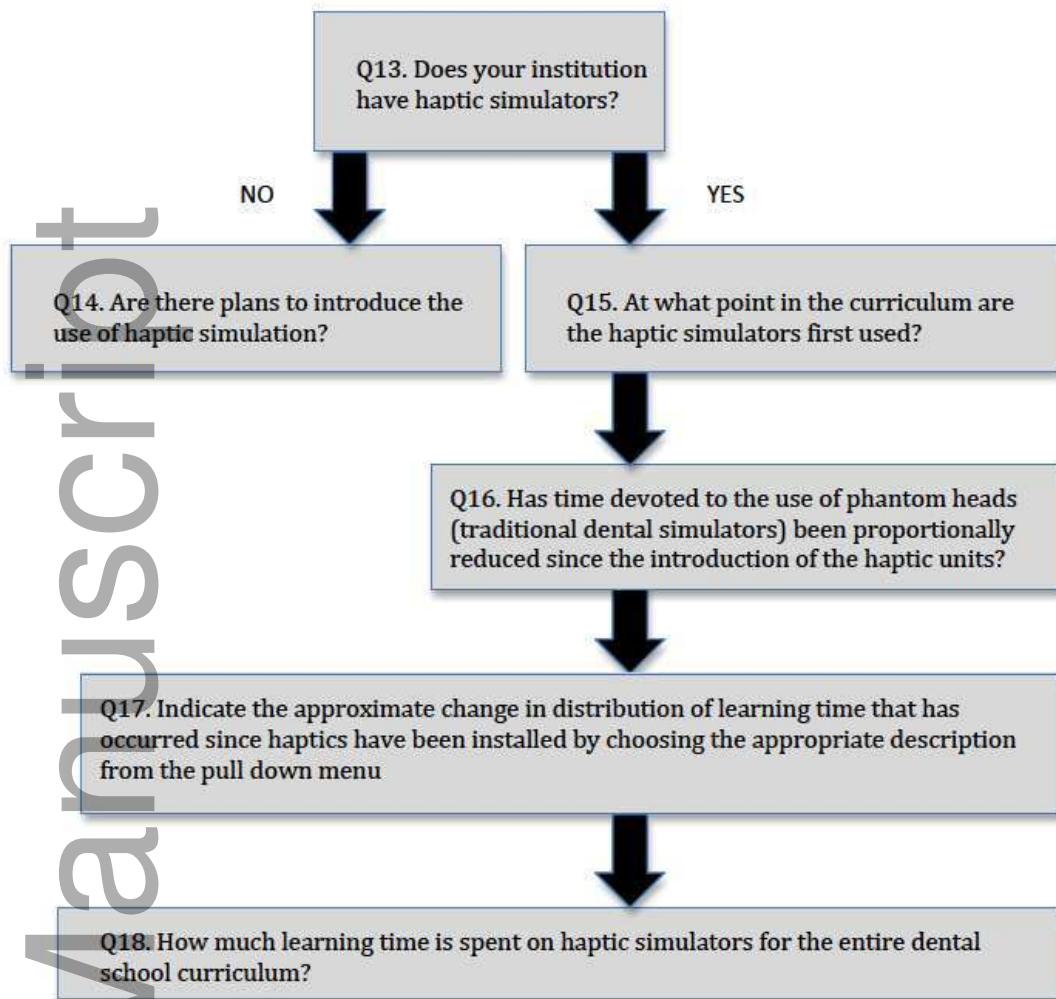 Q13. Does your institution
have haptic simulators?
NO
YES
Q14. Are there plans to introduce the
use of haptic simulation?
Q15. At what point in the curriculum are
the haptic simulators first used?
Q16. Has time devoted to the use of phantom heads
(traditional dental simulators) been proportionally
reduced since the introduction of the haptic units?
Q17. Indicate the approximate change in distribution of learning time that has
occurred since haptics have been installed by choosing the appropriate description
from the pull down menu
Q18. How much learning time is spent on haptic simulators for the entire dental
school curriculum?
Manuscript